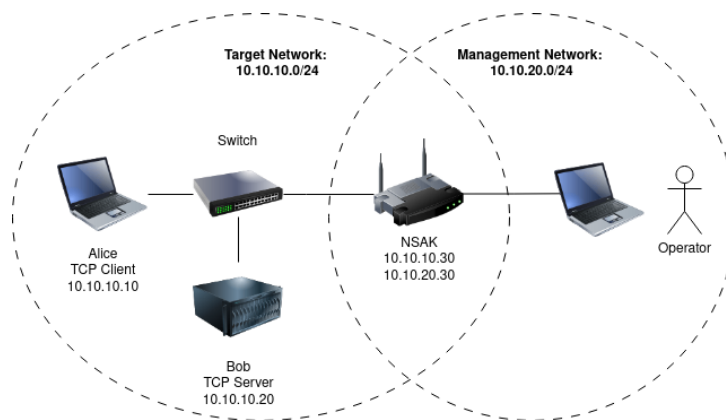 Target Network:
10.10.10.0/24
Management Network:
10.10.20.0/24
Switch
Alice
TCP Client
10.10.10.10
NSAK
10.10.10.30
10.10.20.30
Operator
Bob
TCP Server
10.10.10.20